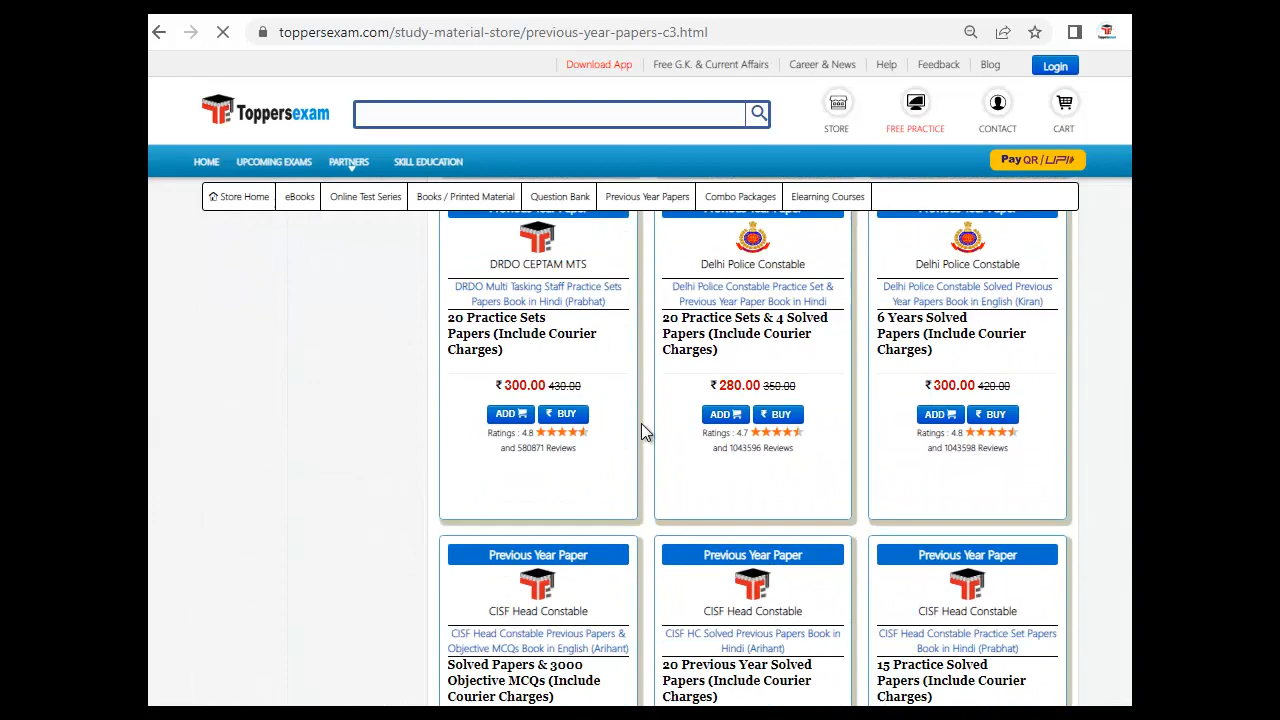 toppersexam.com/study-material-store/previous-year-papers-c3.html
Download App
Free G.K. & Current Affairs
Career & News
Help
Feedback
Blog
Login
Toppersexam
STORE
FREE PRACTICE
CONTACT
CART
HOME
UPCOMING EXAMS
PARTNERS
SKILL EDUCATION
Pay QR / UPI
Store Home
eBooks
Online Test Series
Books / Printed Material
Question Bank
Previous Year Papers
Combo Packages
Elearning Courses
DRDO CEPTAM MTS
DRDO Multi Tasking Staff Practice Sets
Papers Book in Hindi (Prabhat)
20 Practice Sets
Papers (Include Courier
Charges)
₹ 300.00 430.00
ADD
₹ BUY
Ratings : 4.8
and 580871 Reviews
Delhi Police Constable
Delhi Police Constable Practice Set &
Previous Year Paper Book in Hindi
20 Practice Sets & 4 Solved
Papers (Include Courier
Charges)
₹ 280.00 350.00
ADD
₹ BUY
Ratings : 4.7
and 1043596 Reviews
Delhi Police Constable
Delhi Police Constable Solved Previous
Year Papers Book in English (Kiran)
6 Years Solved
Papers (Include Courier
Charges)
₹ 300.00 420.00
ADD
₹ BUY
Ratings : 4.8
and 1043598 Reviews
Previous Year Paper
CISF Head Constable
CISF Head Constable Previous Papers &
Objective MCQs Book in English (Arihant)
Solved Papers & 3000
Objective MCQs (Include
Courier Charges)
Previous Year Paper
CISF Head Constable
CISF HC Solved Previous Papers Book in
Hindi (Arihant)
20 Previous Year Solved
Papers (Include Courier
Charges)
Previous Year Paper
CISF Head Constable
CISF Head Constable Practice Set Papers
Book in Hindi (Prabhat)
15 Practice Solved
Papers (Include Courier
Charges)